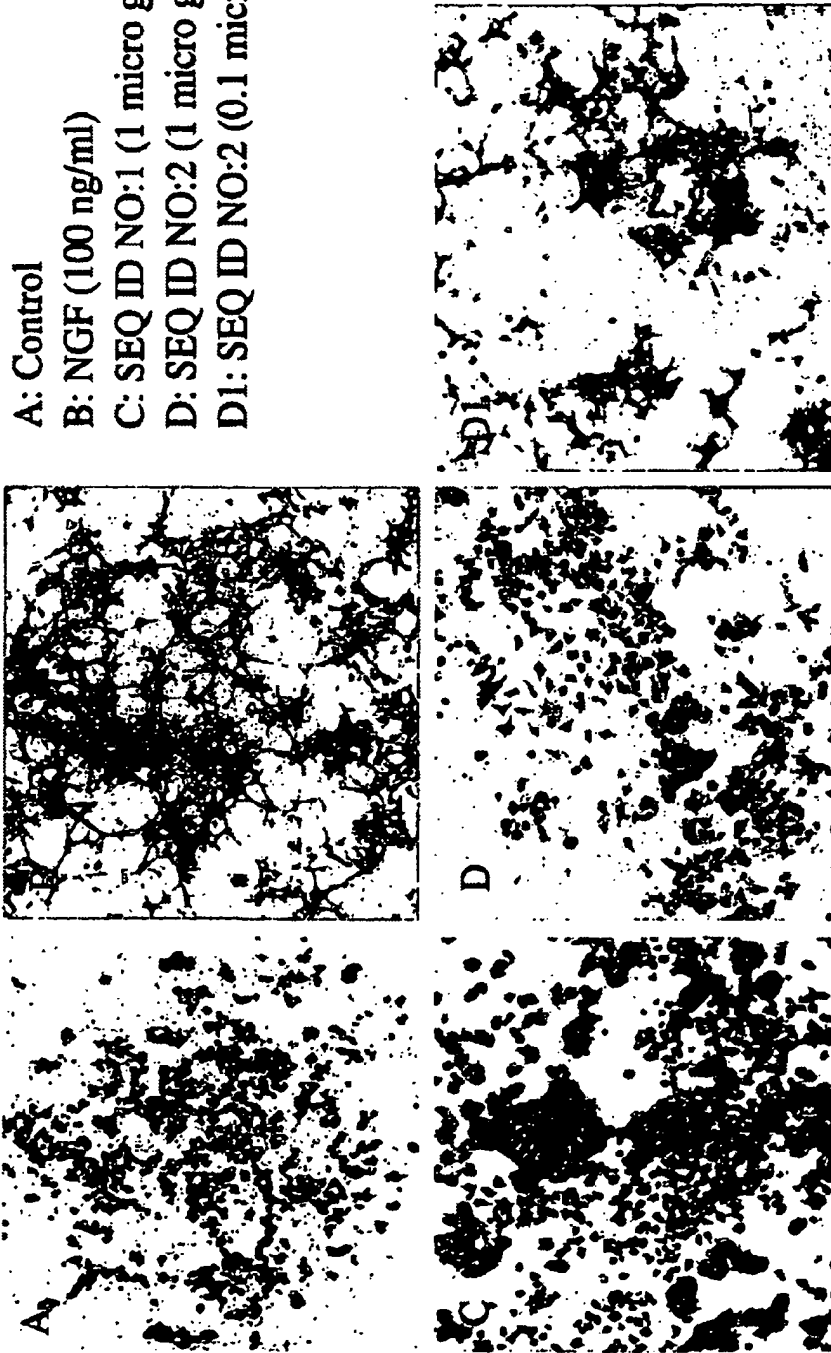 A: Control
B: NGF (100 ng/ml)
C: SEQ ID NO:1 (1 micro g
D: SEQ ID NO:2 (1 micro g
D1: SEQ ID NO:2 (0.1 micr
A
D1
C
D